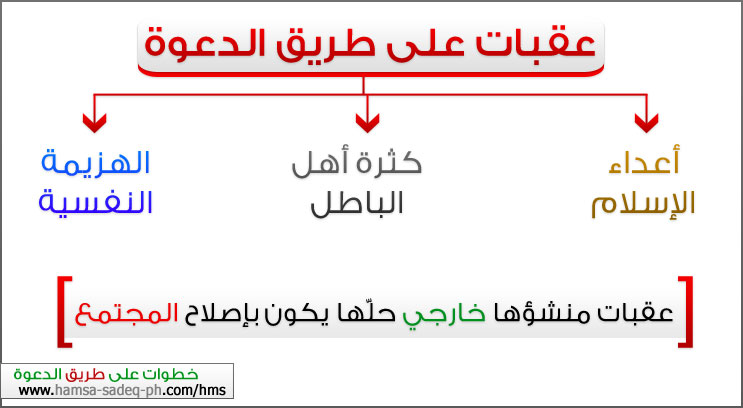 عقبات على طريق الدعوة
أعداء
الإسلام
كثرة أهل
الباطل
الهزيمة
النفسية
[عقبات منشؤها خارجي حلّها يكون بإصلاح المجتمع]
خطوات على طريق الدعوة
www.hamsa-sadeq-ph.com/hms